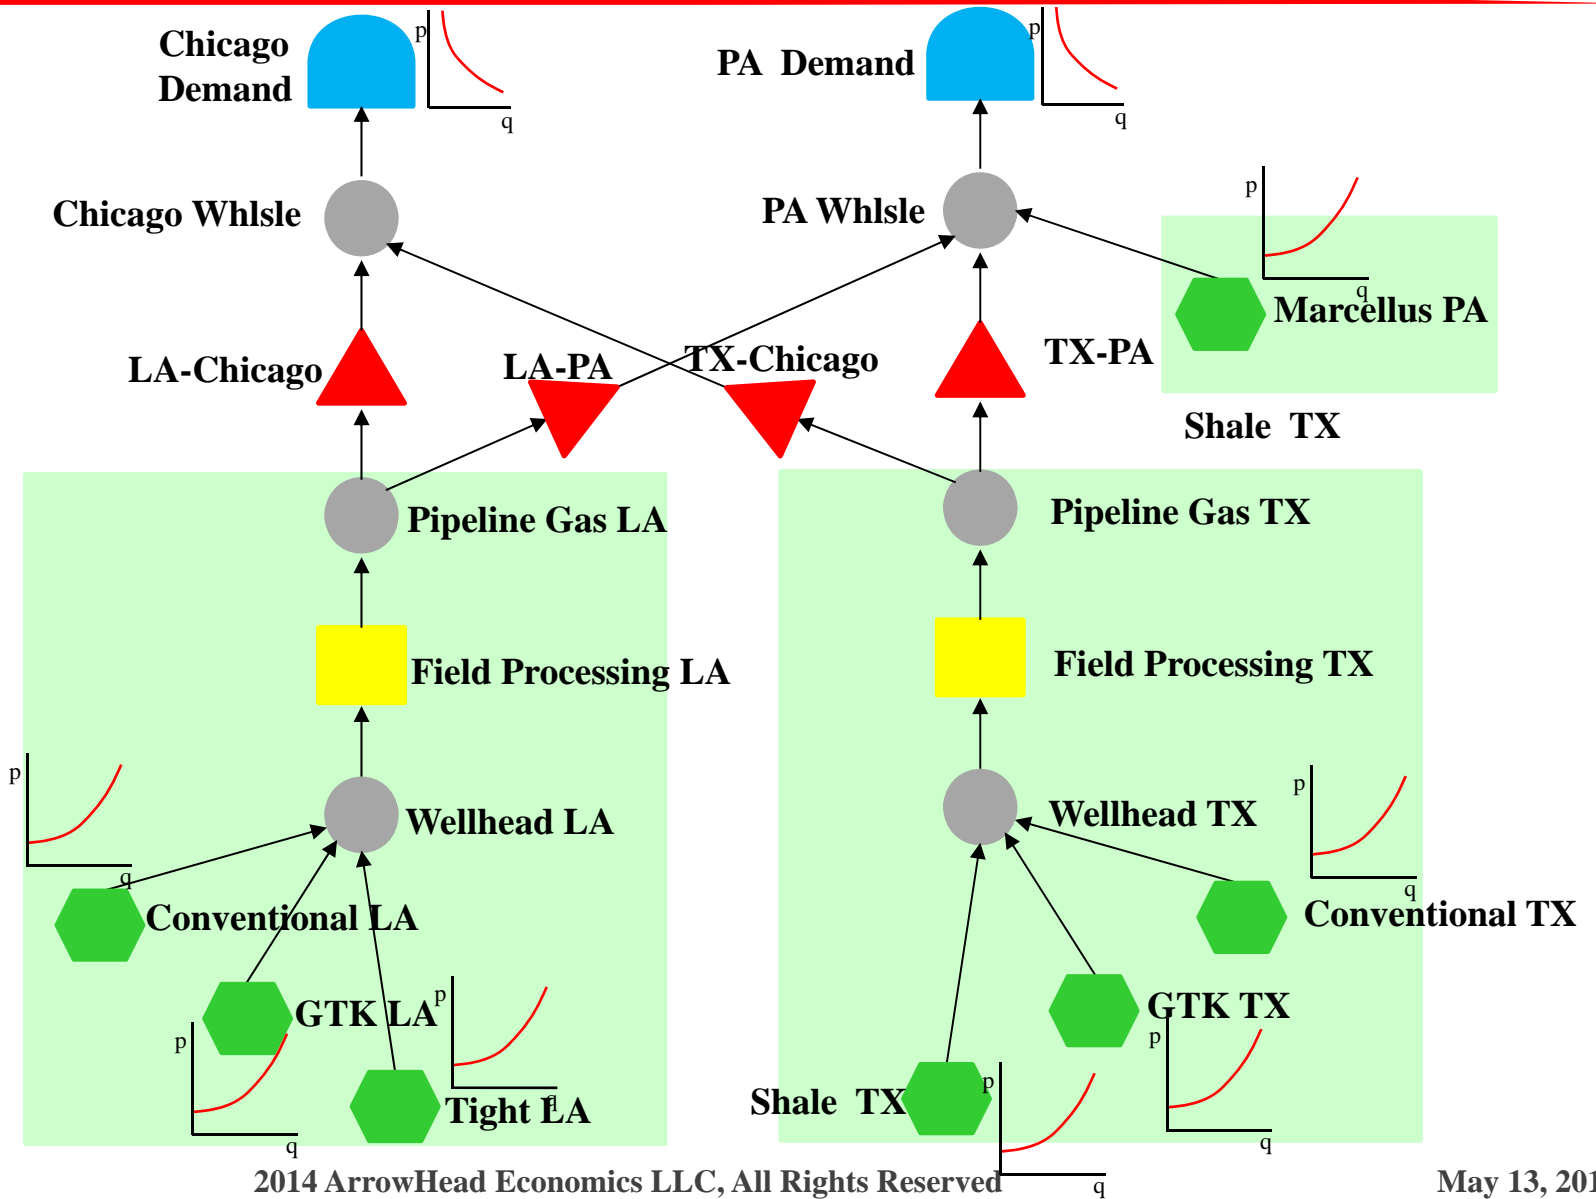 Chicago
Demand
p
q
PA  Demand
p
q
Chicago Whlsle
PA Whlsle
p
q
Marcellus PA
LA-Chicago
LA-PA
TX-Chicago
TX-PA
Shale  TX
Pipeline Gas LA
Pipeline Gas TX
Field Processing LA
Field Processing TX
p
q
Wellhead LA
Wellhead TX
p
q
Conventional LA
Conventional TX
GTK LA
p
q
GTK TX
p
q
p
q
Tight LA
Shale  TX
p
q
2014 ArrowHead Economics LLC, All Rights Reserved
May 13, 201